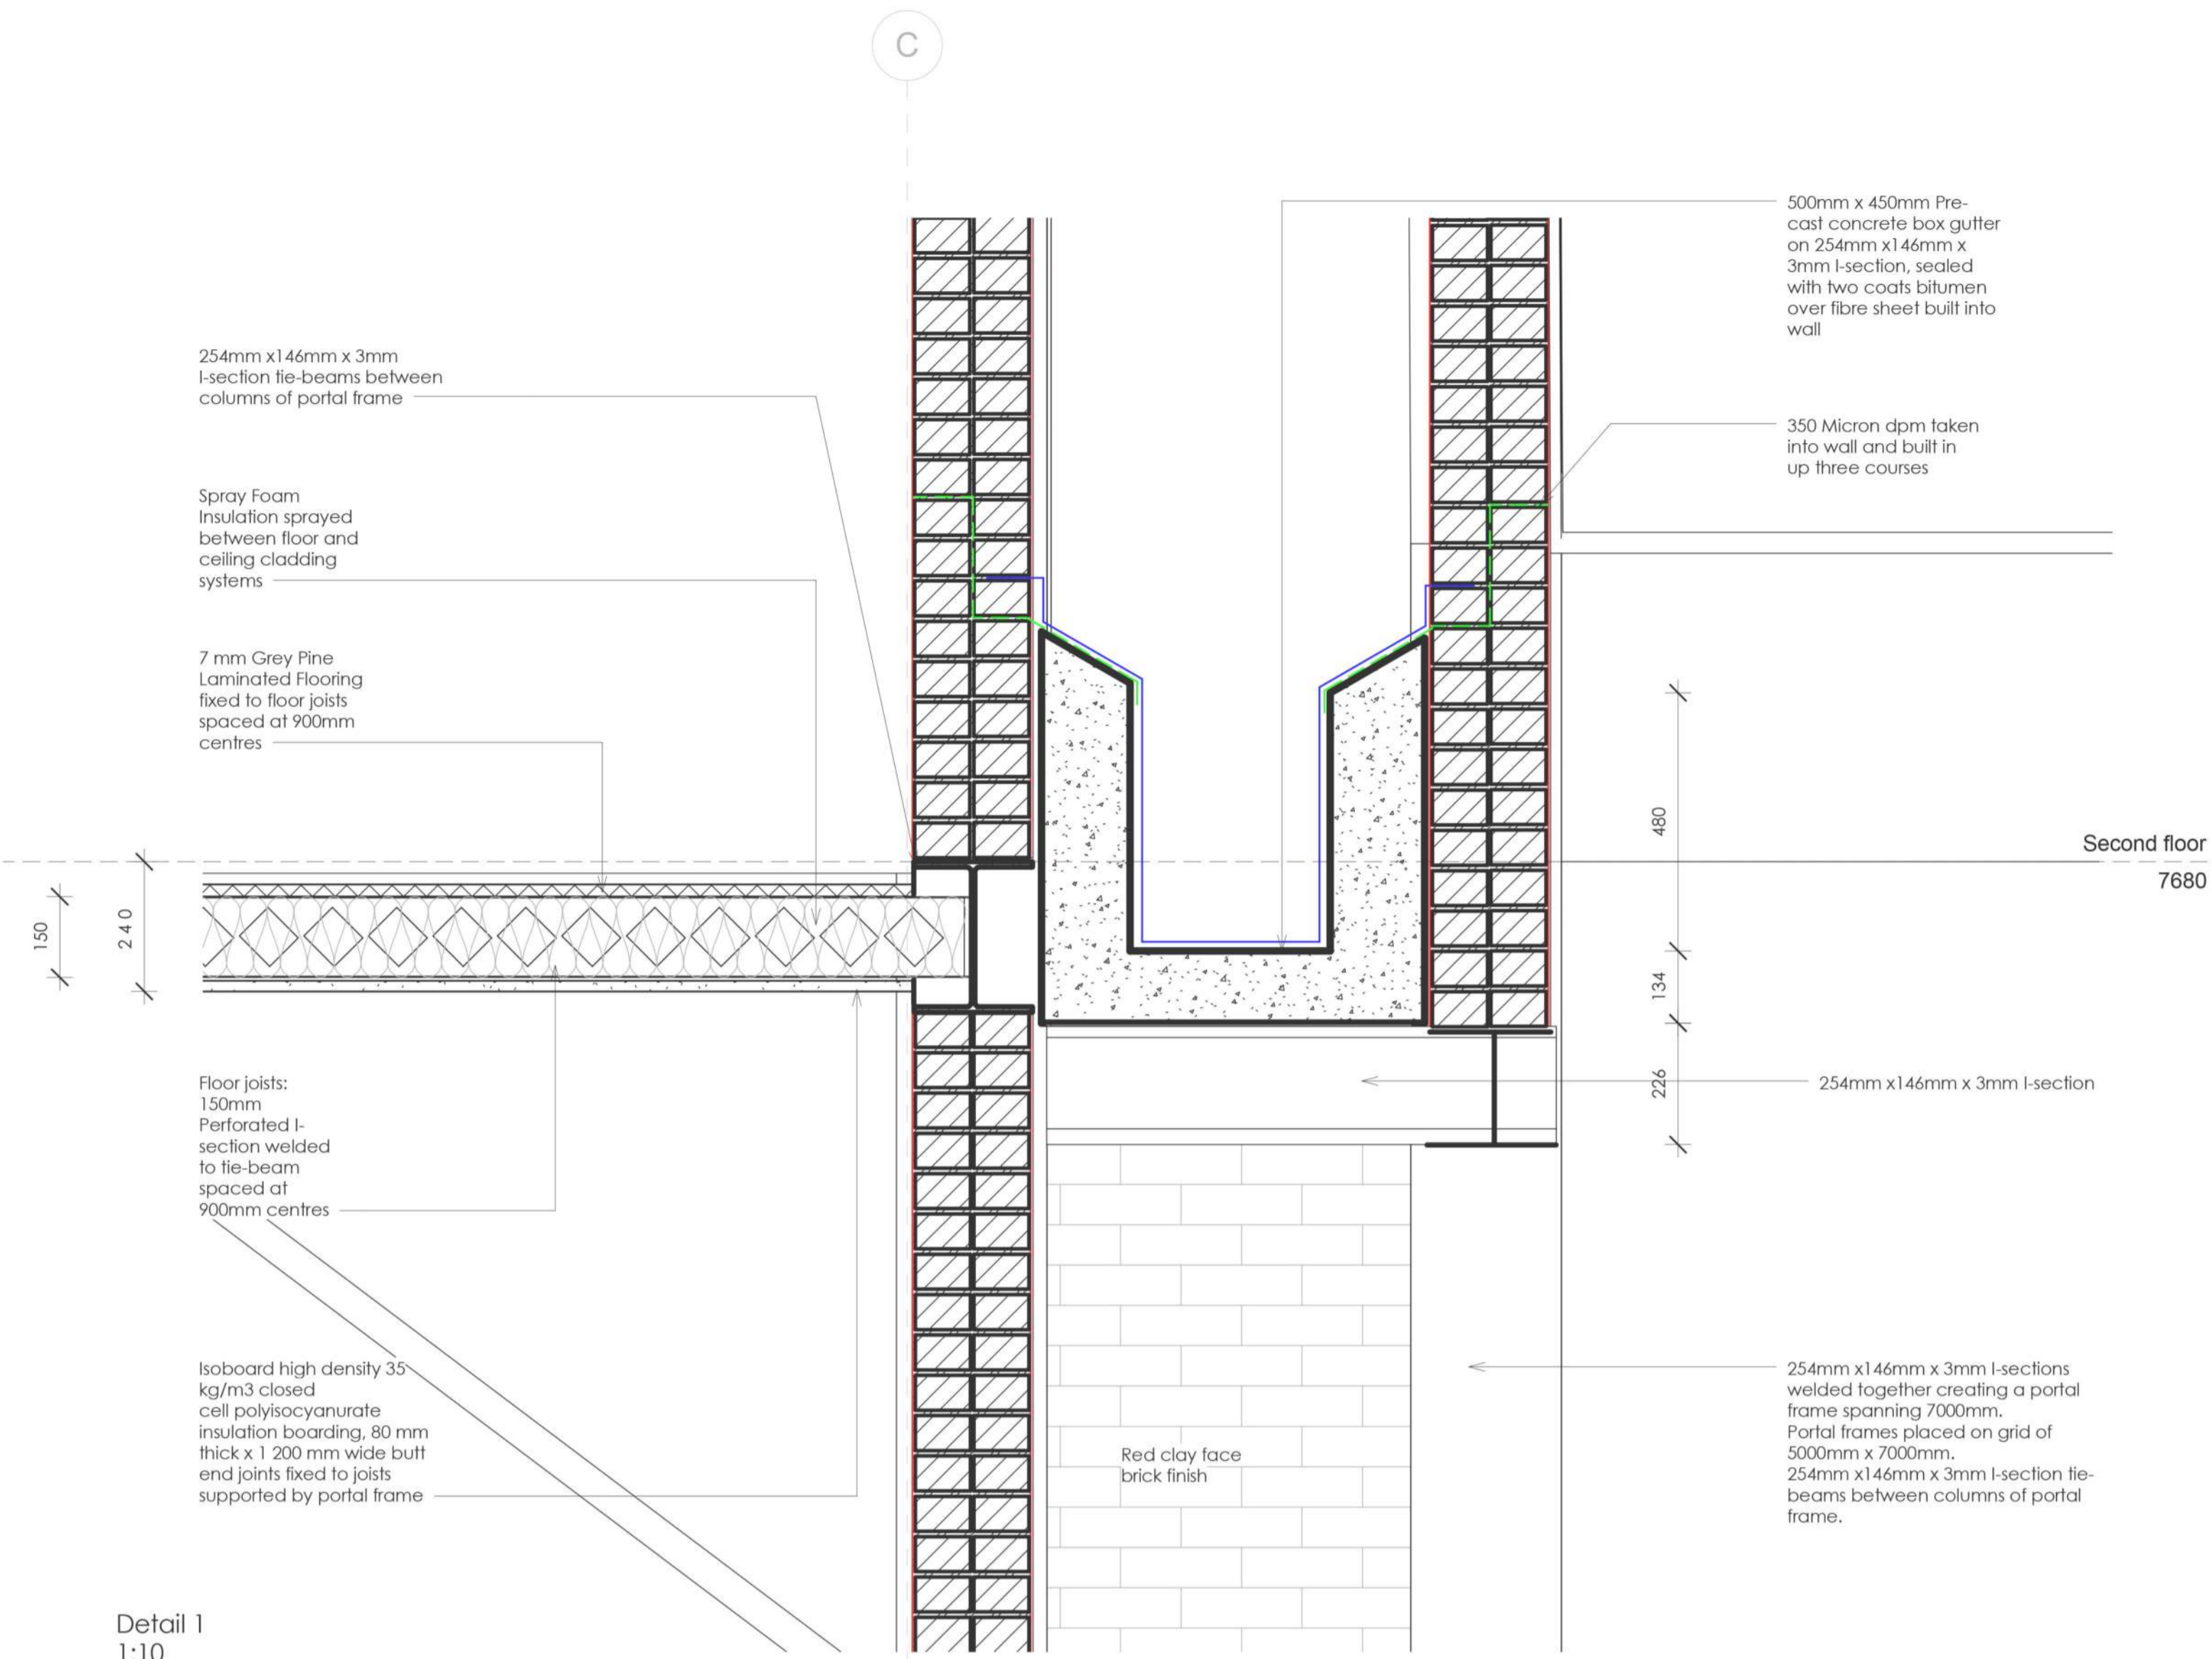 C
500mm x 450mm Pre-
cast concrete box gutter
on 254mm x146mm x
3mm I-section, sealed
with two coats bitumen
over fibre sheet built into
wall
254mm x146mm x 3mm
I-section tie-beams between
columns of portal frame
350 Micron dpm taken
into wall and built in
up three courses
Spray Foam
Insulation sprayed
between floor and
ceiling cladding
systems
7 mm Grey Pine
Laminated Flooring
fixed to floor joists
spaced at 900mm
centres
480
Second floor
7680
150
2 4 0
134
226
254mm x146mm x 3mm I-section
Floor joists:
150mm
Perforated I-
section welded
to tie-beam
spaced at
900mm centres
Isoboard high density 35
kg/m3 closed
cell polyisocyanurate
insulation boarding, 80 mm
thick x 1 200 mm wide butt
end joints fixed to joists
supported by portal frame
Red clay face
brick finish
254mm x146mm x 3mm I-sections
welded together creating a portal
frame spanning 7000mm.
Portal frames placed on grid of
5000mm x 7000mm.
254mm x146mm x 3mm I-section tie-
beams between columns of portal
frame.
Detail 1
1:10